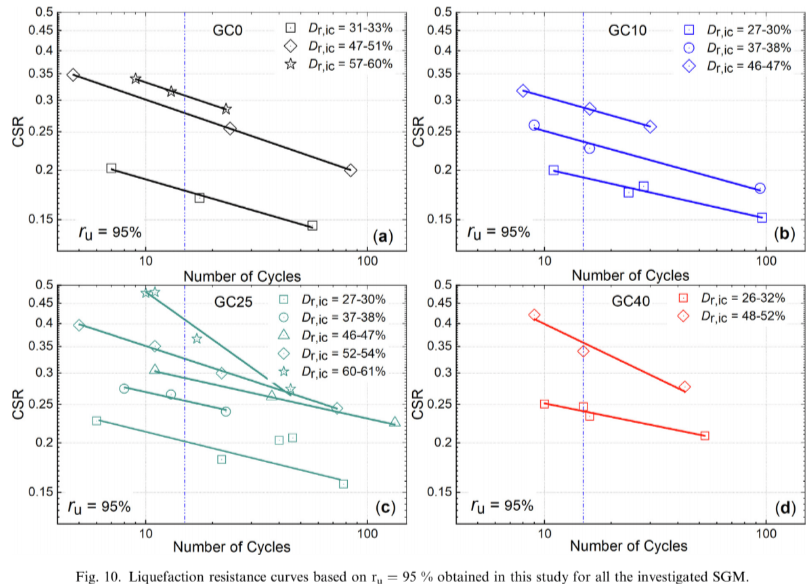 GC0
Dr,ic = 31-33%
Dr,ic = 47-51%
Dr,ic = 57-60%
0.5
0.45
0.4
0.35
0.3
0.25
0.2
0.15
CSR
ru = 95%
(a)
10
100
Number of Cycles
GC10
Dr,ic = 27-30%
Dr,ic = 37-38%
Dr,ic = 46-47%
0.5
0.45
0.4
0.35
0.3
0.25
0.2
0.15
CSR
ru = 95%
(b)
10
100
Number of Cycles
GC25
Dr,ic = 27-30%
Dr,ic = 37-38%
Dr,ic = 46-47%
Dr,ic = 52-54%
Dr,ic = 60-61%
0.5
0.45
0.4
0.35
0.3
0.25
0.2
0.15
CSR
ru = 95%
(c)
10
100
Number of Cycles
GC40
Dr,ic = 26-32%
Dr,ic = 48-52%
0.5
0.45
0.4
0.35
0.3
0.25
0.2
0.15
CSR
ru = 95%
(d)
10
100
Number of Cycles
Fig. 10. Liquefaction resistance curves based on ru = 95 % obtained in this study for all the investigated SGM.